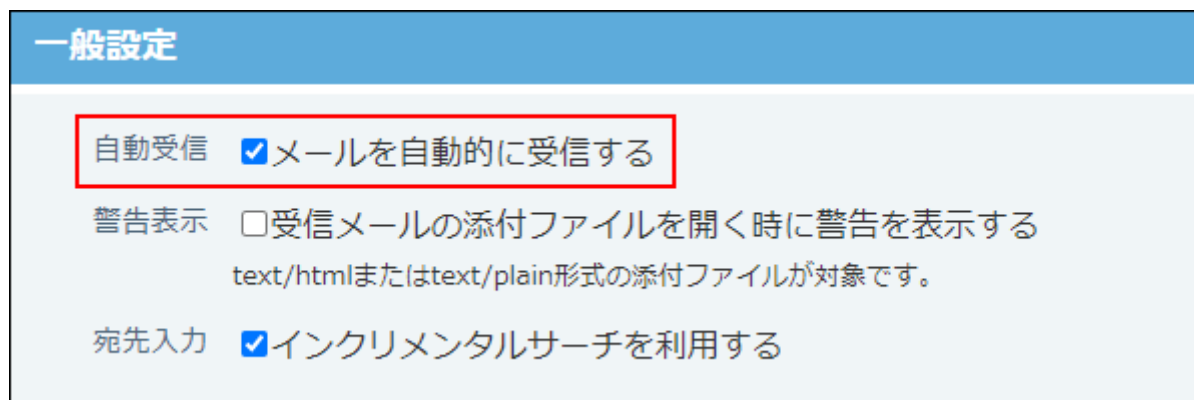 一般設定
自動受信 メールを自動的に受信する
警告表示 受信メールの添付ファイルを開く時に警告を表示する
text/htmlまたはtext/plain形式の添付ファイルが対象です。
宛先入力 インクリメンタルサーチを利用する